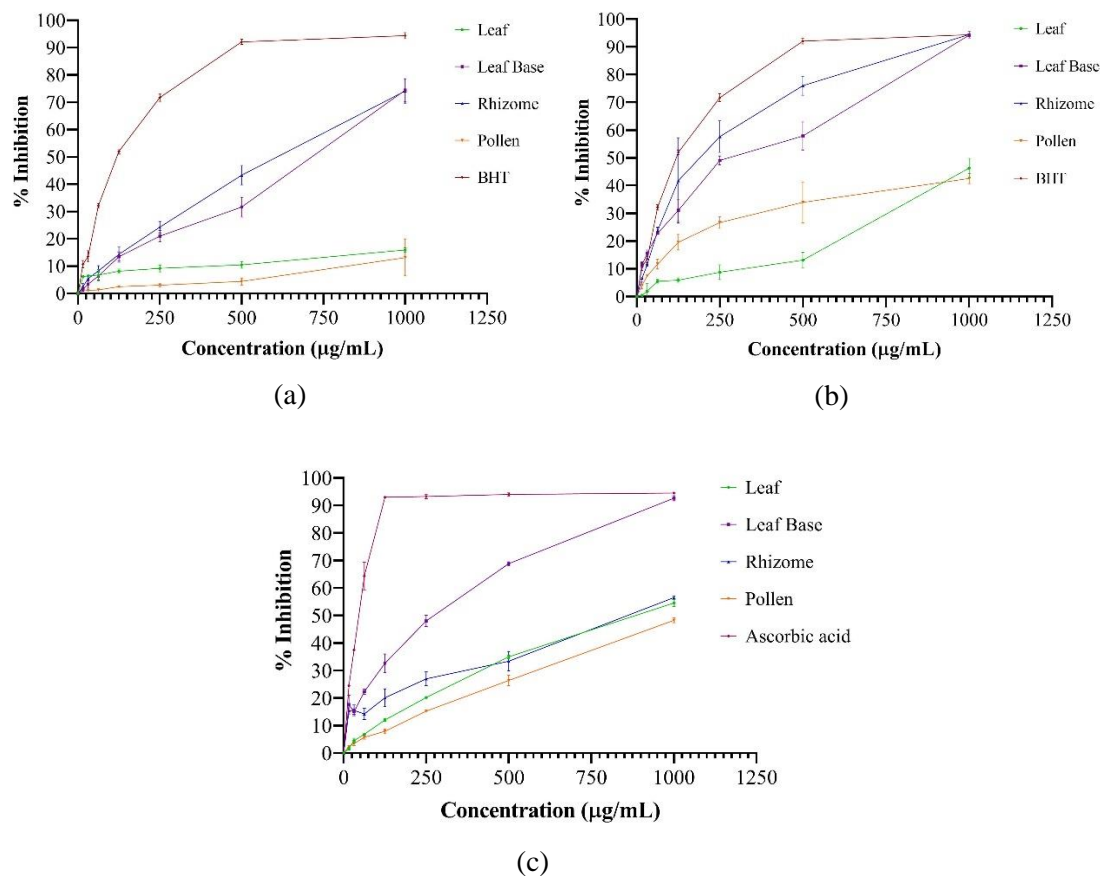 100
90
80
70
60
50
40
30
20
10
0
% Inhibition
0 250 500 750 1000 1250
Concentration (μg/mL)
Leaf
Leaf Base
Rhizome
Pollen
BHT
(a)
100
90
80
70
60
50
40
30
20
10
0
% Inhibition
0 250 500 750 1000 1250
Concentration (μg/mL)
Leaf
Leaf Base
Rhizome
Pollen
BHT
(b)
100
90
80
70
60
50
40
30
20
10
0
% Inhibition
0 250 500 750 1000 1250
Concentration (μg/mL)
Leaf
Leaf Base
Rhizome
Pollen
Ascorbic acid
(c)